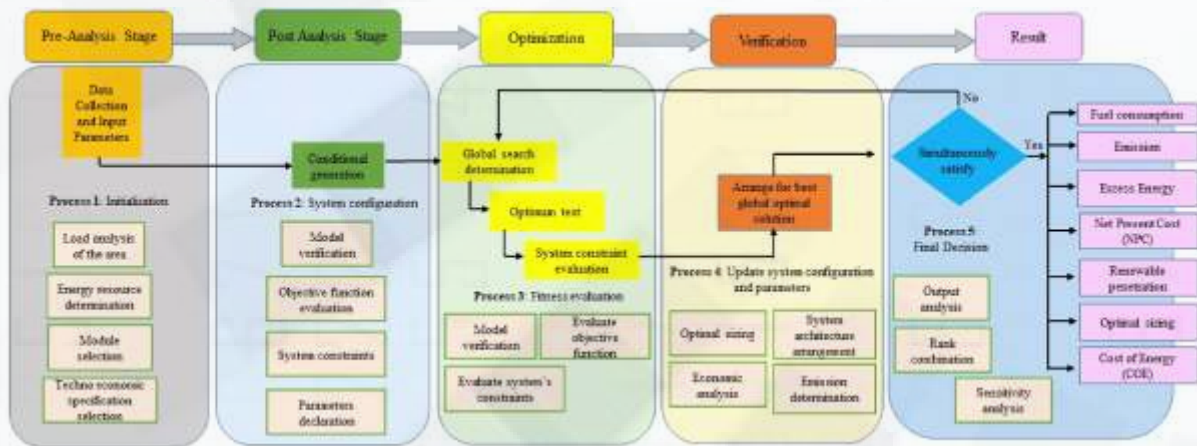 Pre-Analysis Stage
Post Analysis Stage
Optimization
Verification
Result
Data
Collection
and Input
Parameters
Process 1: Initialization
Load analysis
of the area
Energy resource
determination
Module
selection
Techno economic
specification
selection
Conditional
generation
Process 2: System configuration
Model
verification
Objective function
evaluation
System constraints
Parameters
declaration
Global search
determination
Optimum test
System constraint
evaluation
Process 3: Fitness evaluation
Model
verification
Evaluate
objective
function
Evaluate system's
constraints
Arrange for best
global optimal
solution
Process 4: Update system configuration
and parameters
Optimal sizing
System
architecture
arrangement
Economic
analysis
Emission
determination
No
Simultaneously
satisfy
Yes
Process 5:
Final Decision
Output
analysis
Rank
combination
Sensitivity
analysis
Fuel consumption
Emission
Excess Energy
Net Present Cost
(NPC)
Renewable
penetration
Optimal sizing
Cost of Energy
(COE)